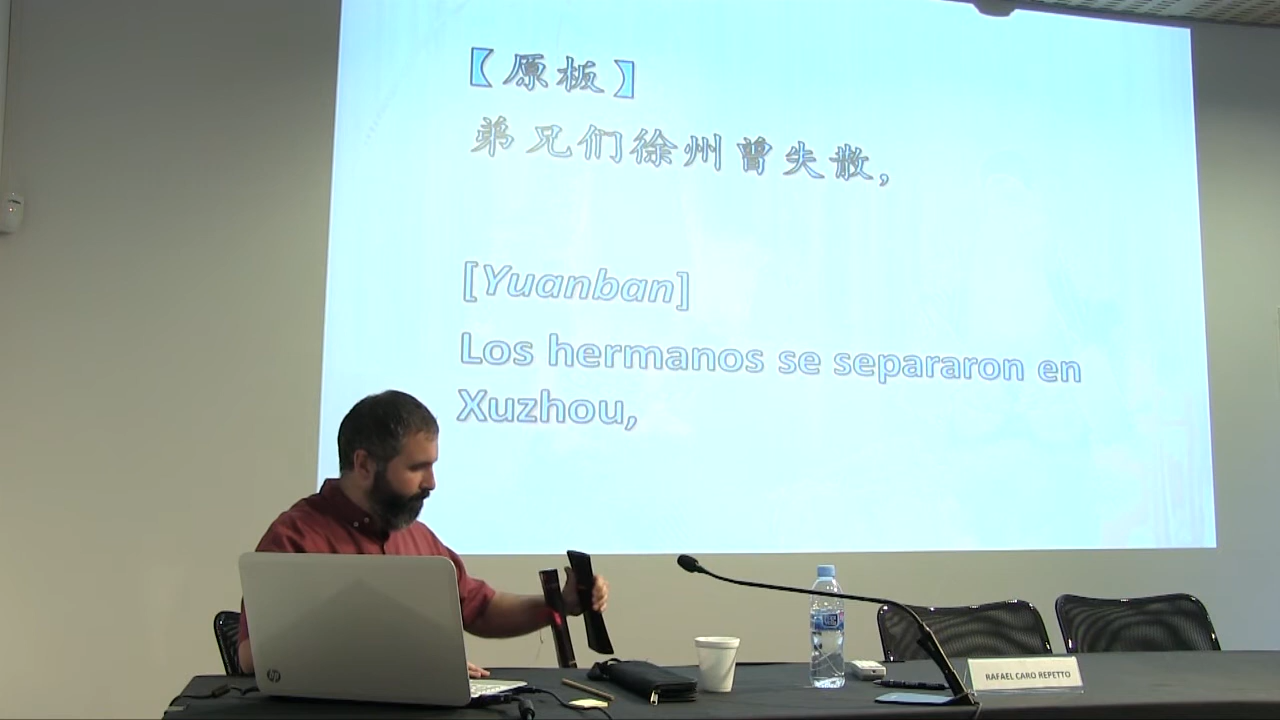 【原板】
弟兄们徐州曾失散,
[Yuanban]
Los hermanos se separaron en
Xuzhou,
hp
RAFAEL CARO REPETTO